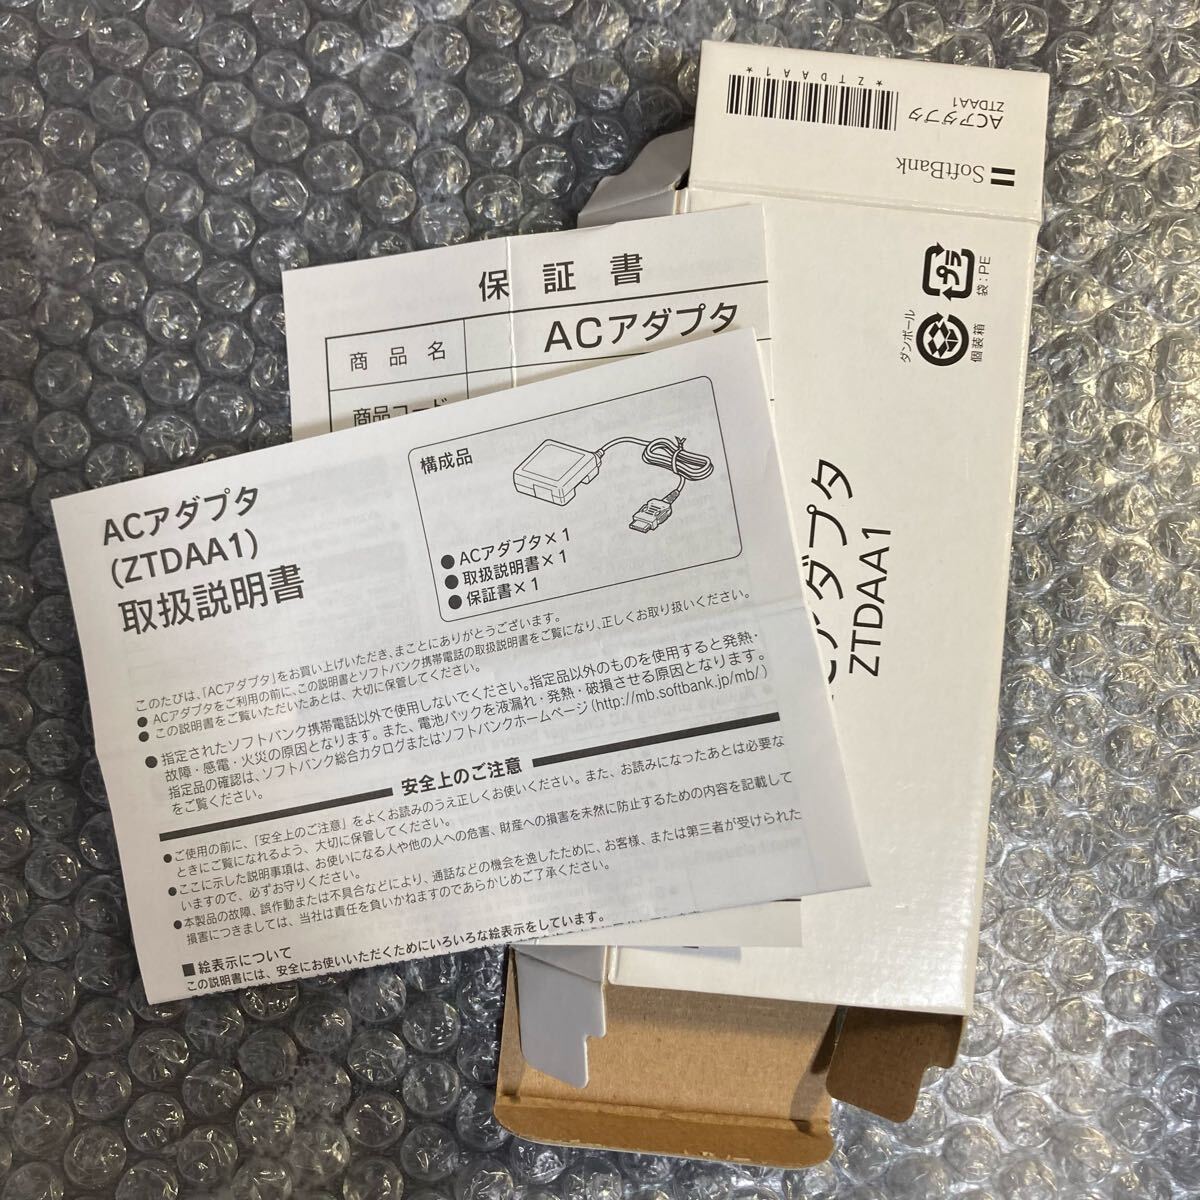 *ZTDAA1*
ACアダプタ
ZTDAA1
SoftBank
プラ
袋:PE
ダンボール
個装箱
アダプタ
ZTDAA1
保証書
商品名
ACアダプタ
商品コード
ACアダプタ
(ZTDAA1)
取扱説明書
構成品
●ACアダプタ×1
●取扱説明書×1
●保証書×1
このたびは、「ACアダプタ」をお買い上げいただき、まことにありがとうございます。
●ACアダプタをご利用の前に、この説明書とソフトバンク携帯電話の取扱説明書をご覧になり、正しくお取り扱いください。
●この説明書をご覧いただいたあとは、大切に保管してください。
●指定されたソフトバンク携帯電話以外で使用しないでください。指定品以外のものを使用すると発熱・
故障・感電・火災の原因となります。また、電池パックを液漏れ・発熱・破損させる原因となります。
指定品の確認は、ソフトバンク総合カタログまたはソフトバンクホームページ(http://mb.softbank.jp/mb/)
をご覧ください。
安全上のご注意
●ご使用の前に、「安全上のご注意」をよくお読みのうえ正しくお使いください。また、お読みになったあとは必要な
ときにご覧になれるよう、大切に保管してください。
●ここに示した説明事項は、お使いになる人や他の人への危害、財産への損害を未然に防止するための内容を記載して
いますので、必ずお守りください。
●本製品の故障、誤作動または不具合などにより、通話などの機会を逸したために、お客様、または第三者が受けられた
損害につきましては、当社は責任を負いかねますのであらかじめご了承ください。
■絵表示について
この説明書には、安全にお使いいただくためにいろいろな絵表示をしています。